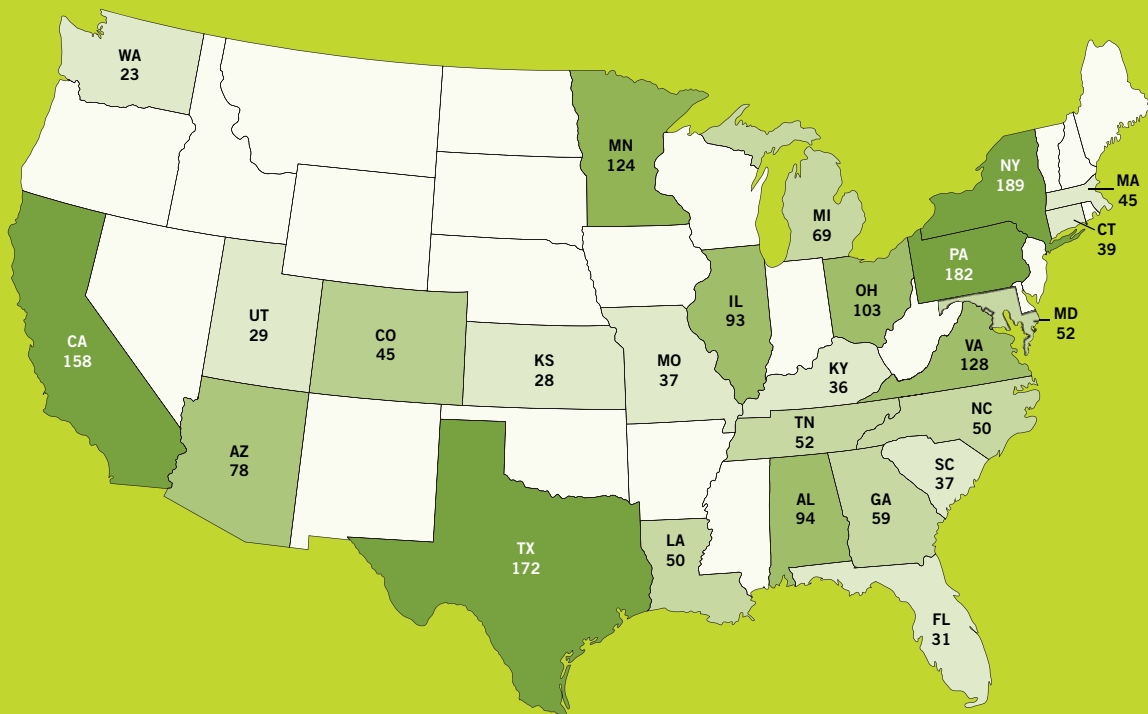 WA
23
MN
124
NY
189
MA
45
MI
69
CT
39
PA
182
OH
103
IL
93
MD
52
UT
29
CO
45
CA
158
VA
128
KS
28
MO
37
KY
36
NC
50
TN
52
AZ
78
SC
37
AL
94
GA
59
LA
50
TX
172
FL
31